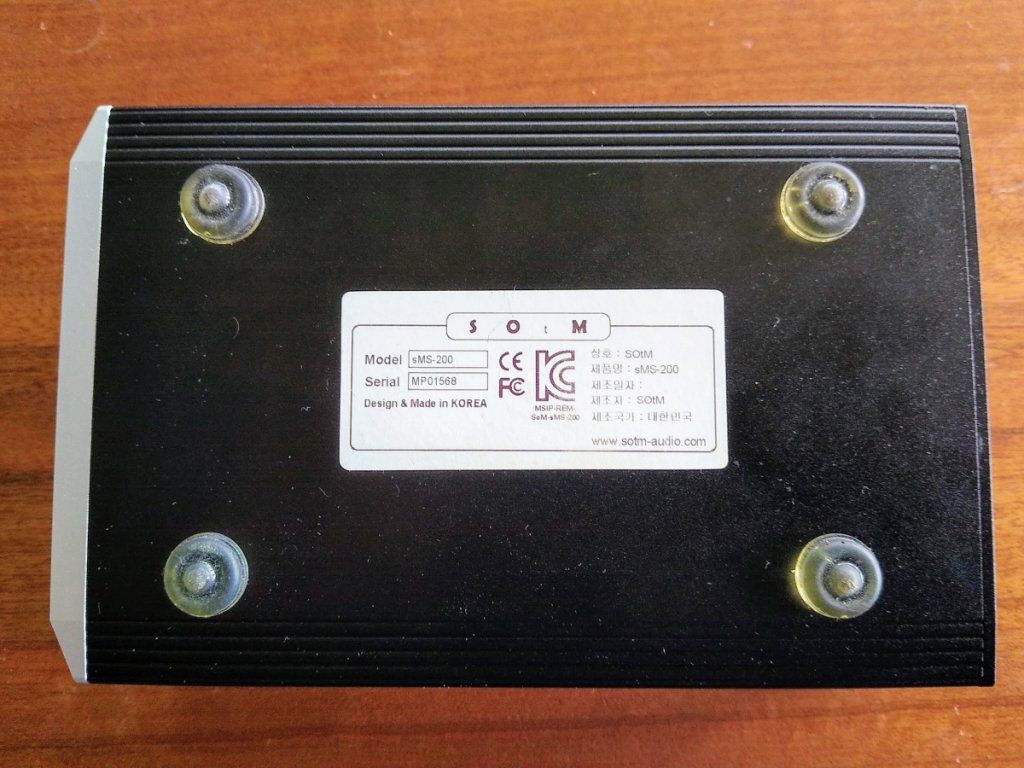 SOtM
Model sMS-200
Serial MP01568
Design & Made in KOREA
CE
FC
KC
MSIP-REM-
SoM-sMS-200
상호 : SOtM
제품명 : sMS-200
제조일자 :
제조자 : SOtM
제조국가 : 대한민국
www.sotm-audio.com